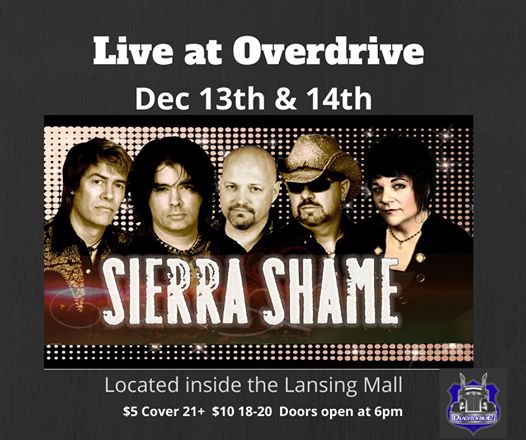 Live at Overdrive
Dec 13th & 14th
SIERRA SHAME
Located inside the Lansing Mall
OVERDRIVE
$5 Cover 21+ $10 18-20 Doors open at 6pm